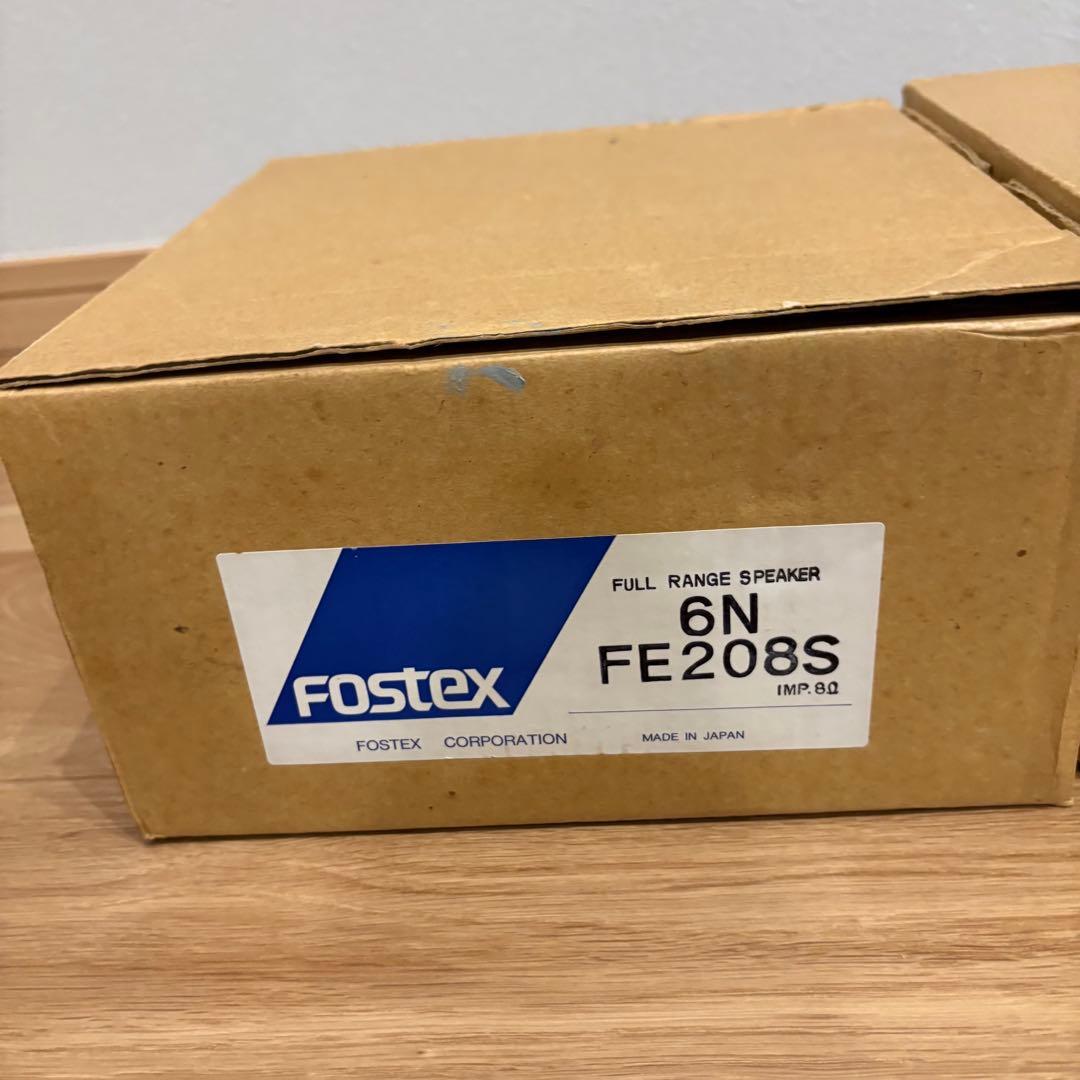 FULL RANGE SPEAKER
6N
FE208S
IMP.8Ω
FOSTEX
FOSTEX CORPORATION
MADE IN JAPAN